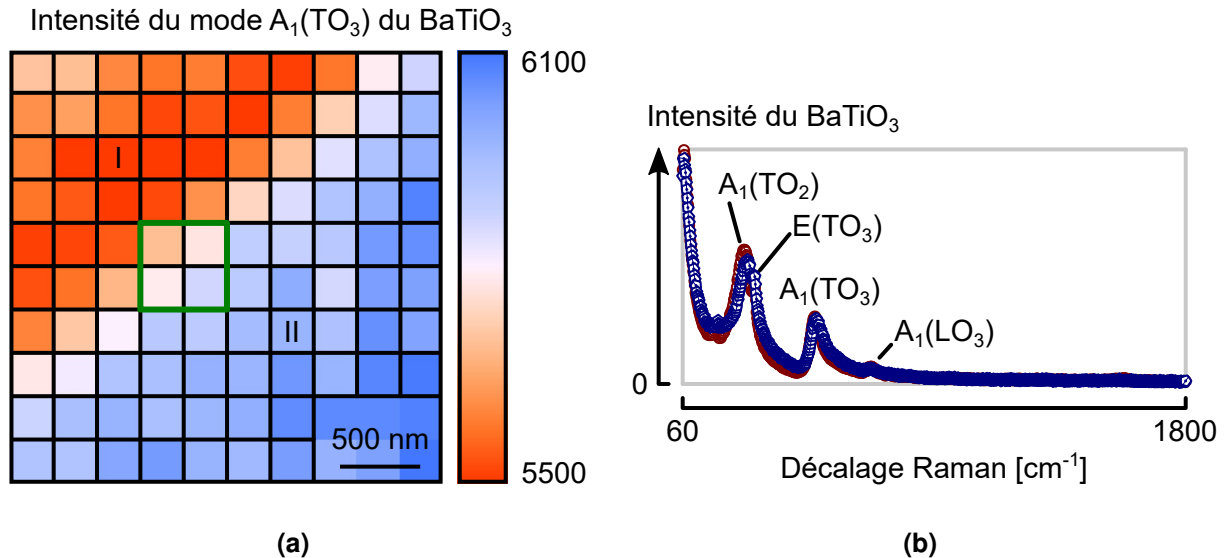 Intensité du mode A₁(TO₃) du BaTiO₃
6100
I
II
500 nm
5500
(a)
Intensité du BaTiO₃
A₁(TO₂)
E(TO₃)
A₁(TO₃)
A₁(LO₃)
0
60
1800
Décalage Raman [cm⁻¹]
(b)